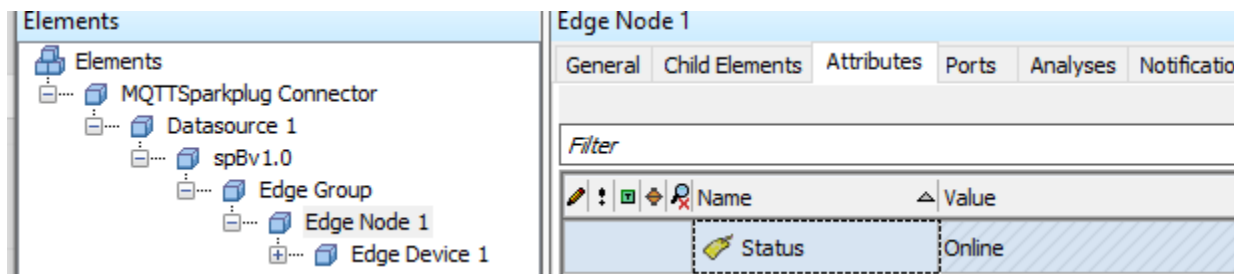 Elements
Elements
MQTTSparkplug Connector
Datasource 1
spBv1.0
Edge Group
Edge Node 1
Edge Device 1
Edge Node 1
General Child Elements Attributes Ports Analyses Notificatio
Filter
Name Value
Status Online